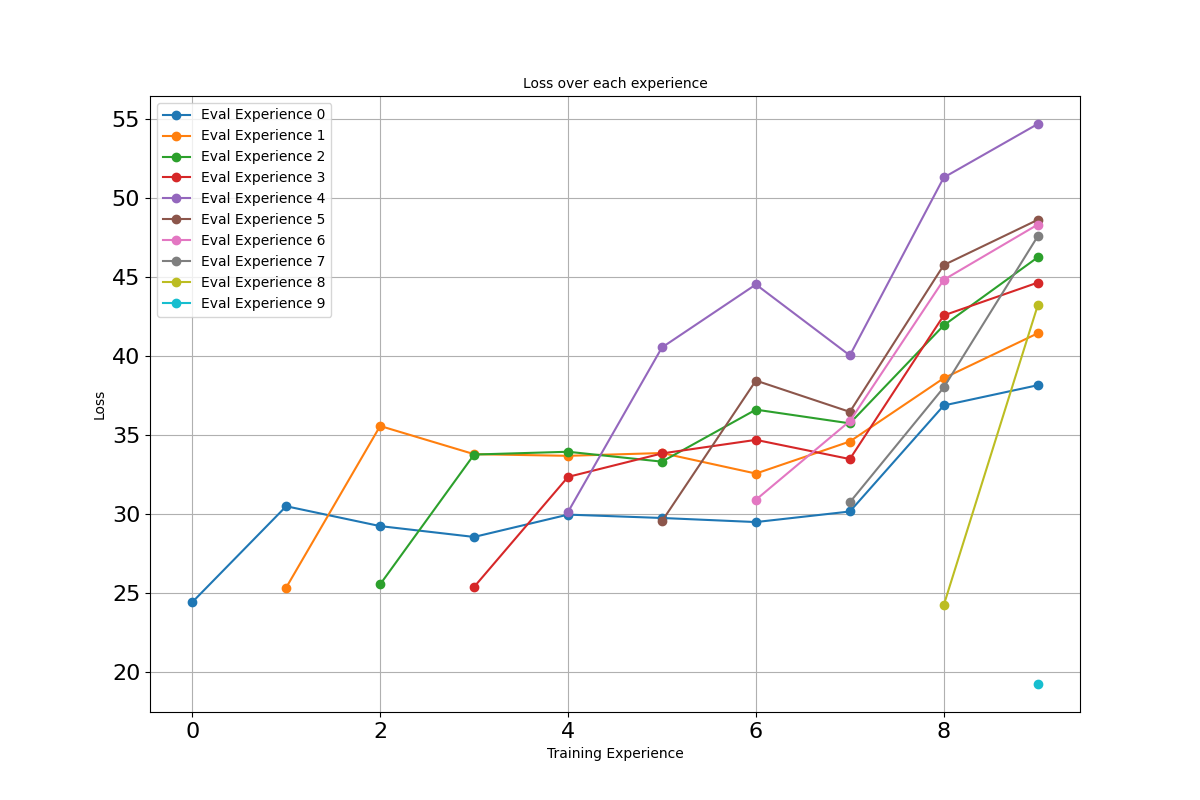 Loss over each experience
55
50
45
40
35
30
25
20
Loss
Eval Experience 0
Eval Experience 1
Eval Experience 2
Eval Experience 3
Eval Experience 4
Eval Experience 5
Eval Experience 6
Eval Experience 7
Eval Experience 8
Eval Experience 9
0 2 4 6 8
Training Experience